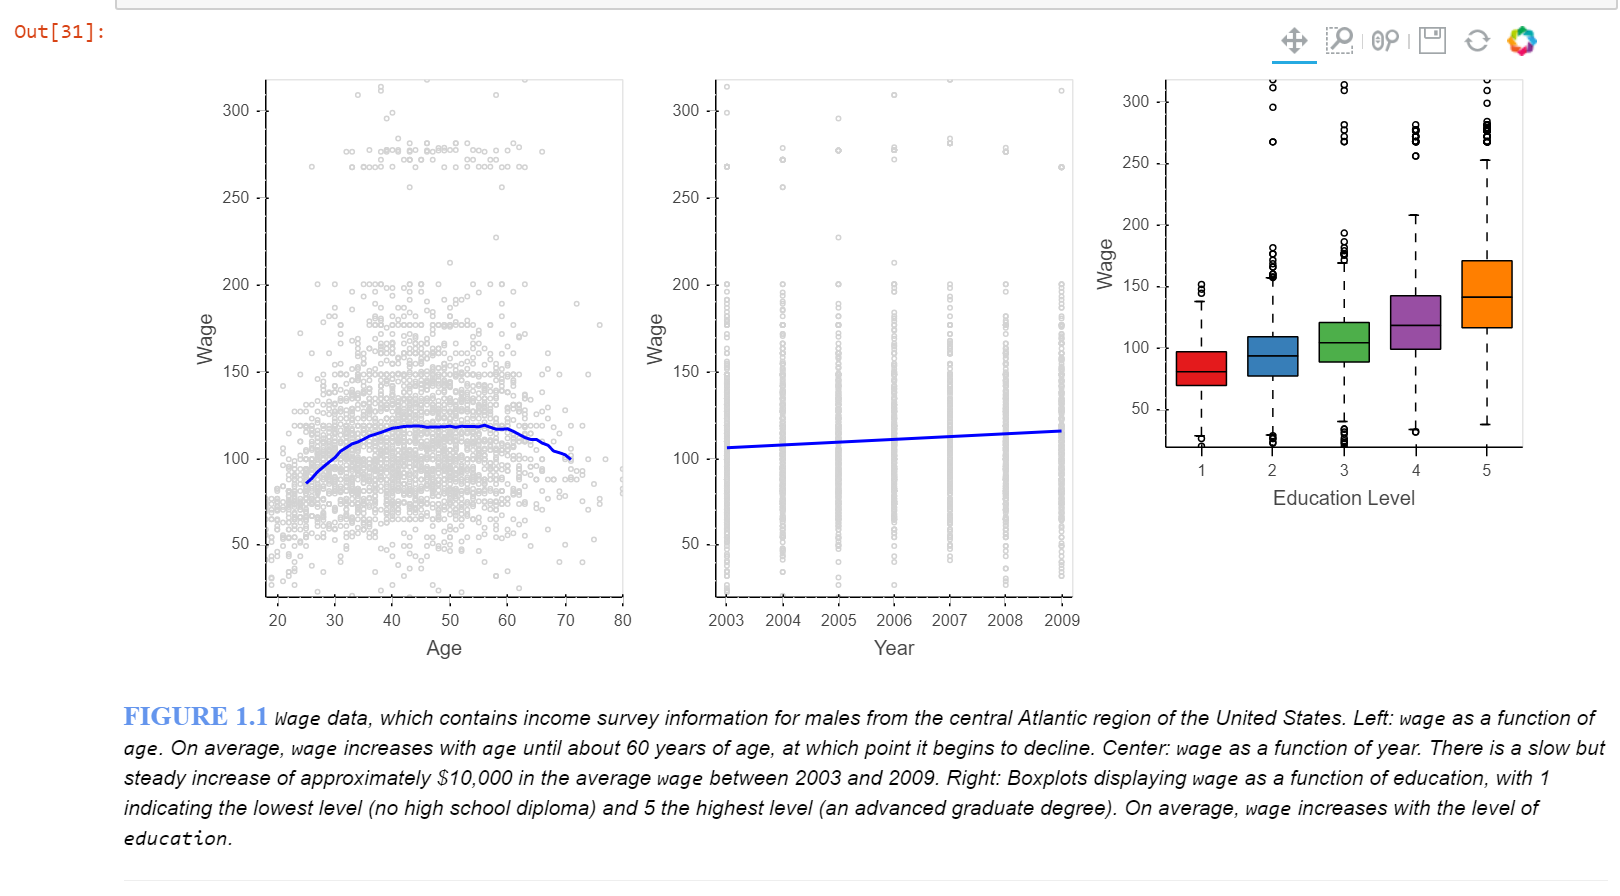 Out[31]:
300
250
200
150
100
50
Wage
20 30 40 50 60 70 80
Age
300
250
200
150
100
50
Wage
2003 2004 2005 2006 2007 2008 2009
Year
300
250
200
150
100
50
Wage
1 2 3 4 5
Education Level
FIGURE 1.1 Wage data, which contains income survey information for males from the central Atlantic region of the United States. Left: wage as a function of
age. On average, wage increases with age until about 60 years of age, at which point it begins to decline. Center: wage as a function of year. There is a slow but
steady increase of approximately $10,000 in the average wage between 2003 and 2009. Right: Boxplots displaying wage as a function of education, with 1
indicating the lowest level (no high school diploma) and 5 the highest level (an advanced graduate degree). On average, wage increases with the level of
education.